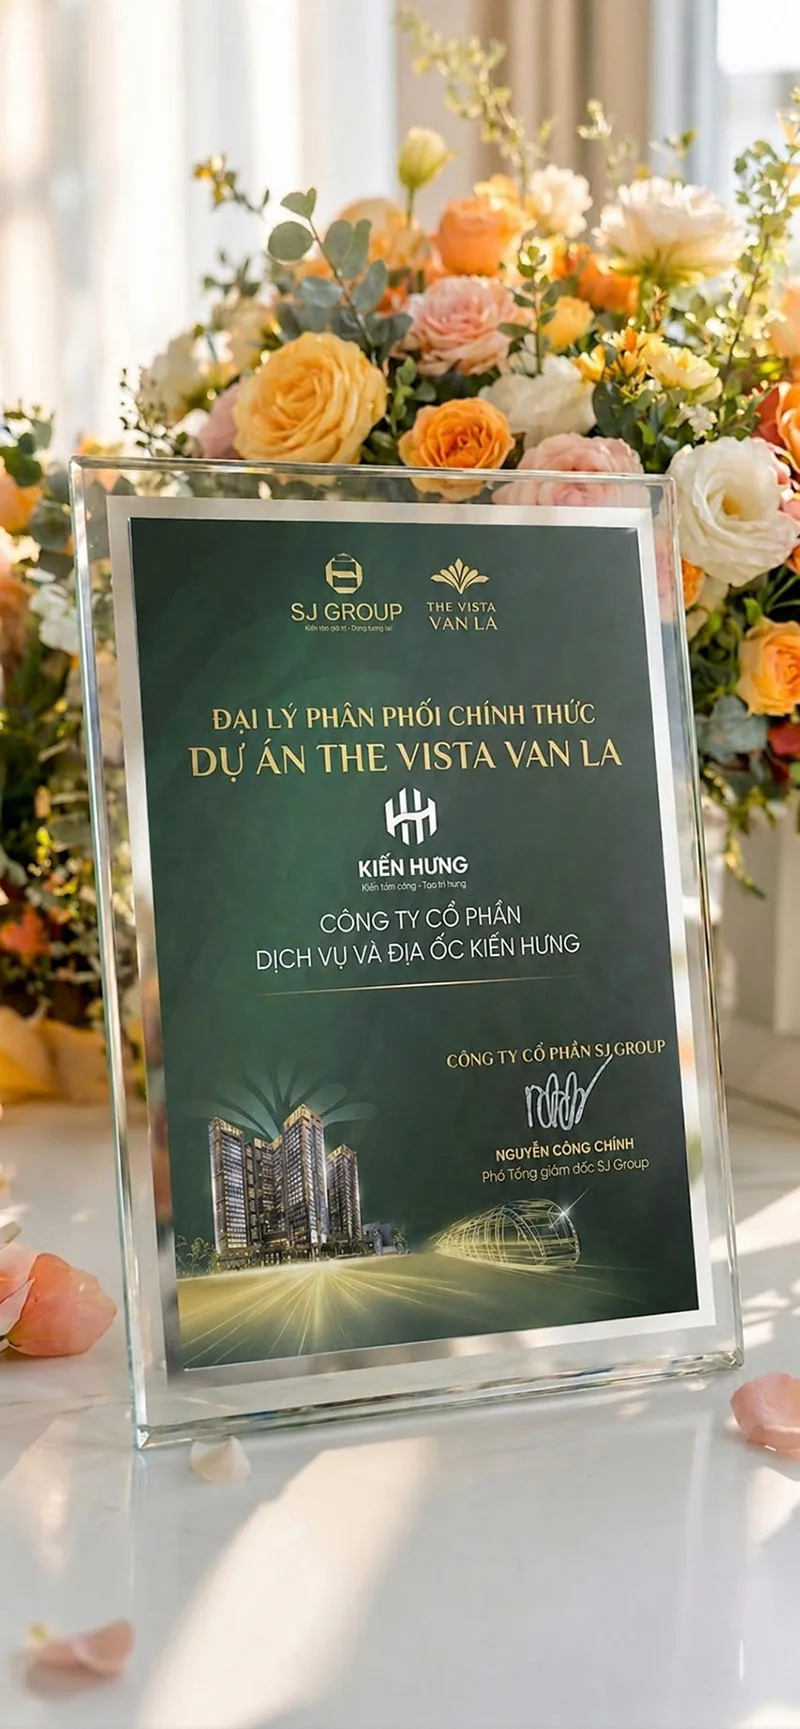 SJ GROUP
Kiến tạo giá trị - Dựng tương lai
THE VISTA
VAN LA
ĐẠI LÝ PHÂN PHỐI CHÍNH THỨC
DỰ ÁN THE VISTA VAN LA
KIẾN HƯNG
Kiến tâm công - Tạo trí hưng
CÔNG TY CỔ PHẦN
DỊCH VỤ VÀ ĐỊA ỐC KIẾN HƯNG
CÔNG TY CỔ PHẦN SJ GROUP
NGUYỄN CÔNG CHÍNH
Phó Tổng giám đốc SJ Group